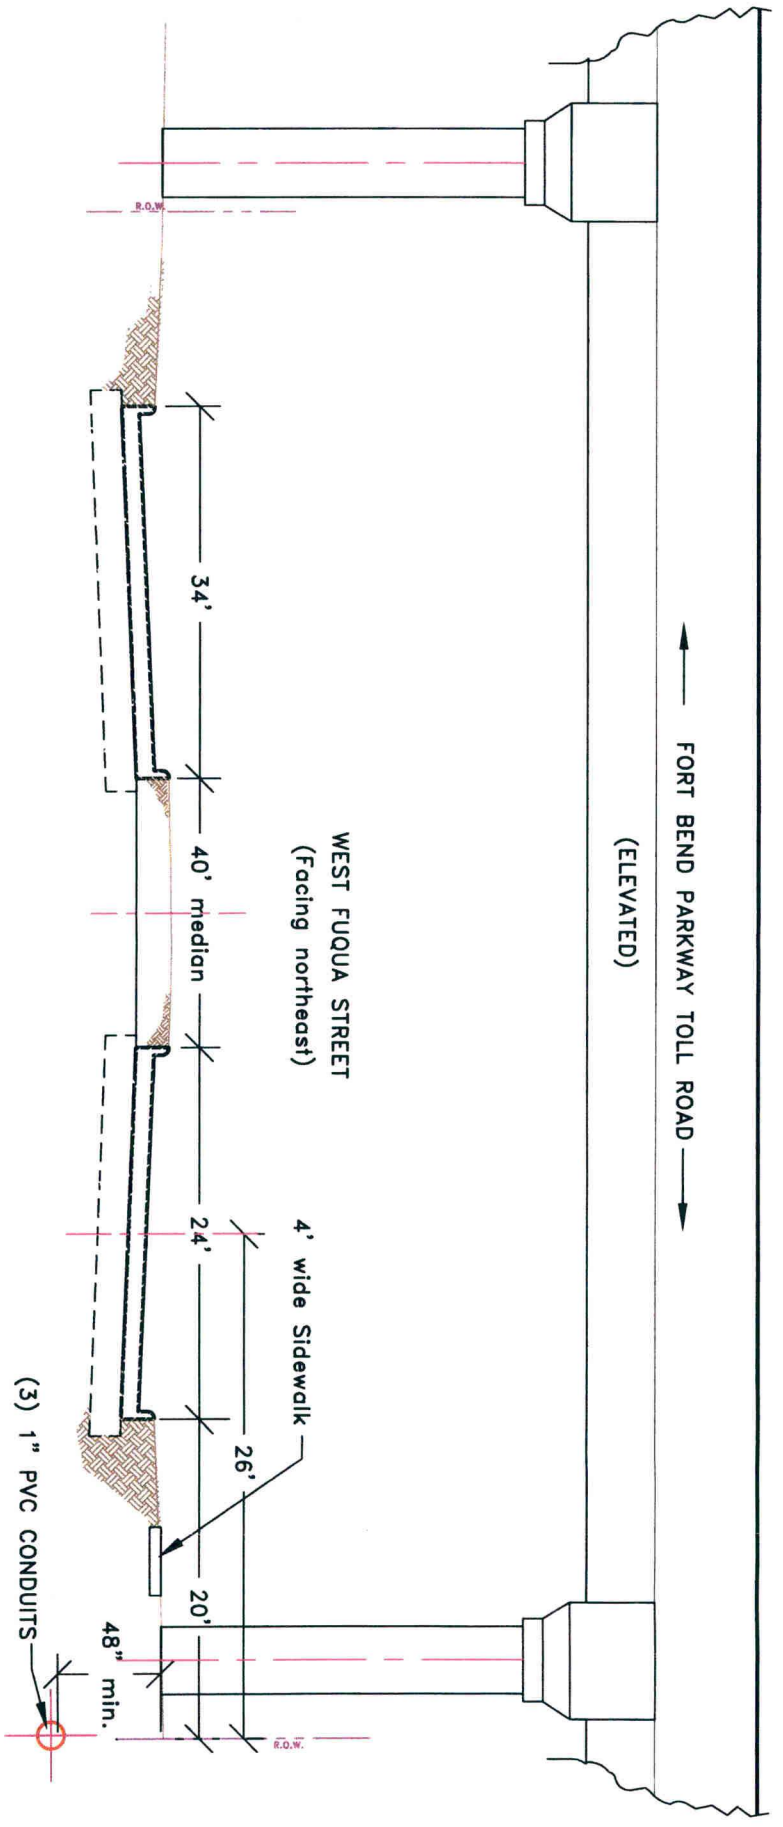 FORT BEND PARKWAY TOLL ROAD
(ELEVATED)
WEST FUQUA STREET
(Facing northeast)
4' wide Sidewalk
R.O.W.
34'
40' median
24'
26'
20'
48" min.
R.O.W.
(3) 1" PVC CONDUITS